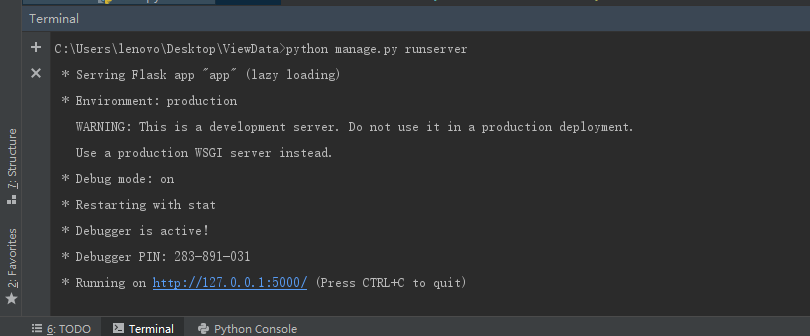 Terminal
C:\Users\lenovo\Desktop\ViewData>python manage.py runserver
* Serving Flask app "app" (lazy loading)
* Environment: production
WARNING: This is a development server. Do not use it in a production deployment.
Use a production WSGI server instead.
* Debug mode: on
* Restarting with stat
* Debugger is active!
* Debugger PIN: 283-891-031
* Running on http://127.0.0.1:5000/ (Press CTRL+C to quit)
7: Structure
2: Favorites
6: TODO
Terminal
Python Console